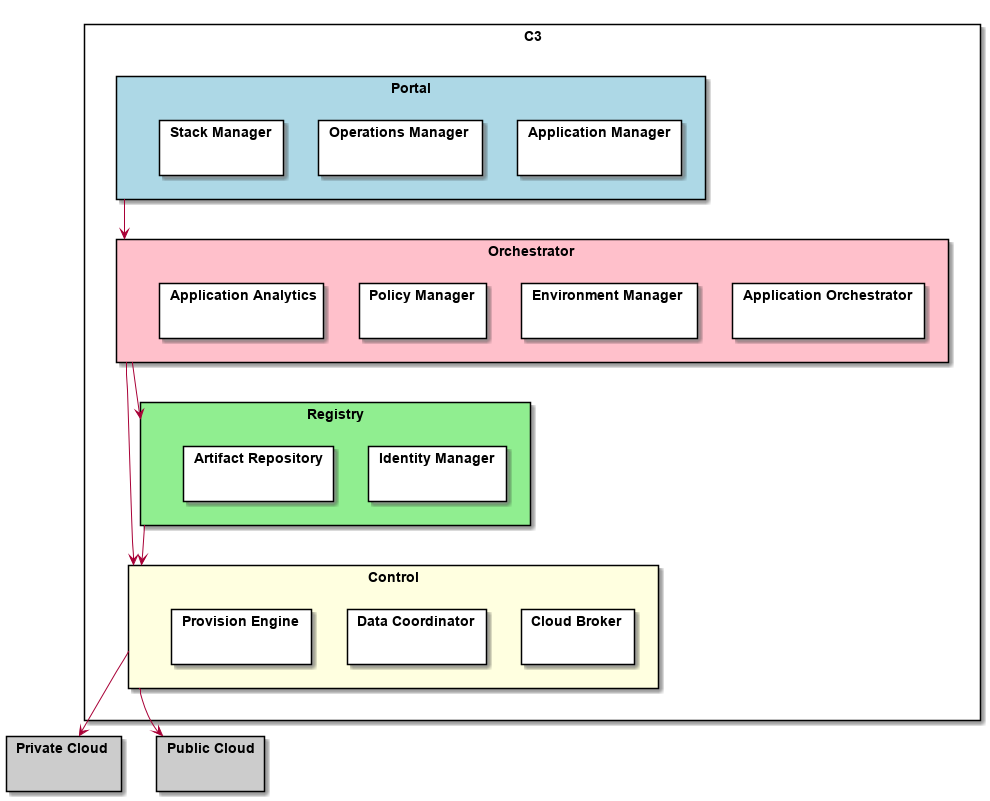 C3
Portal
Stack Manager
Operations Manager
Application Manager
Orchestrator
Application Analytics
Policy Manager
Environment Manager
Application Orchestrator
Registry
Artifact Repository
Identity Manager
Control
Provision Engine
Data Coordinator
Cloud Broker
Private Cloud
Public Cloud